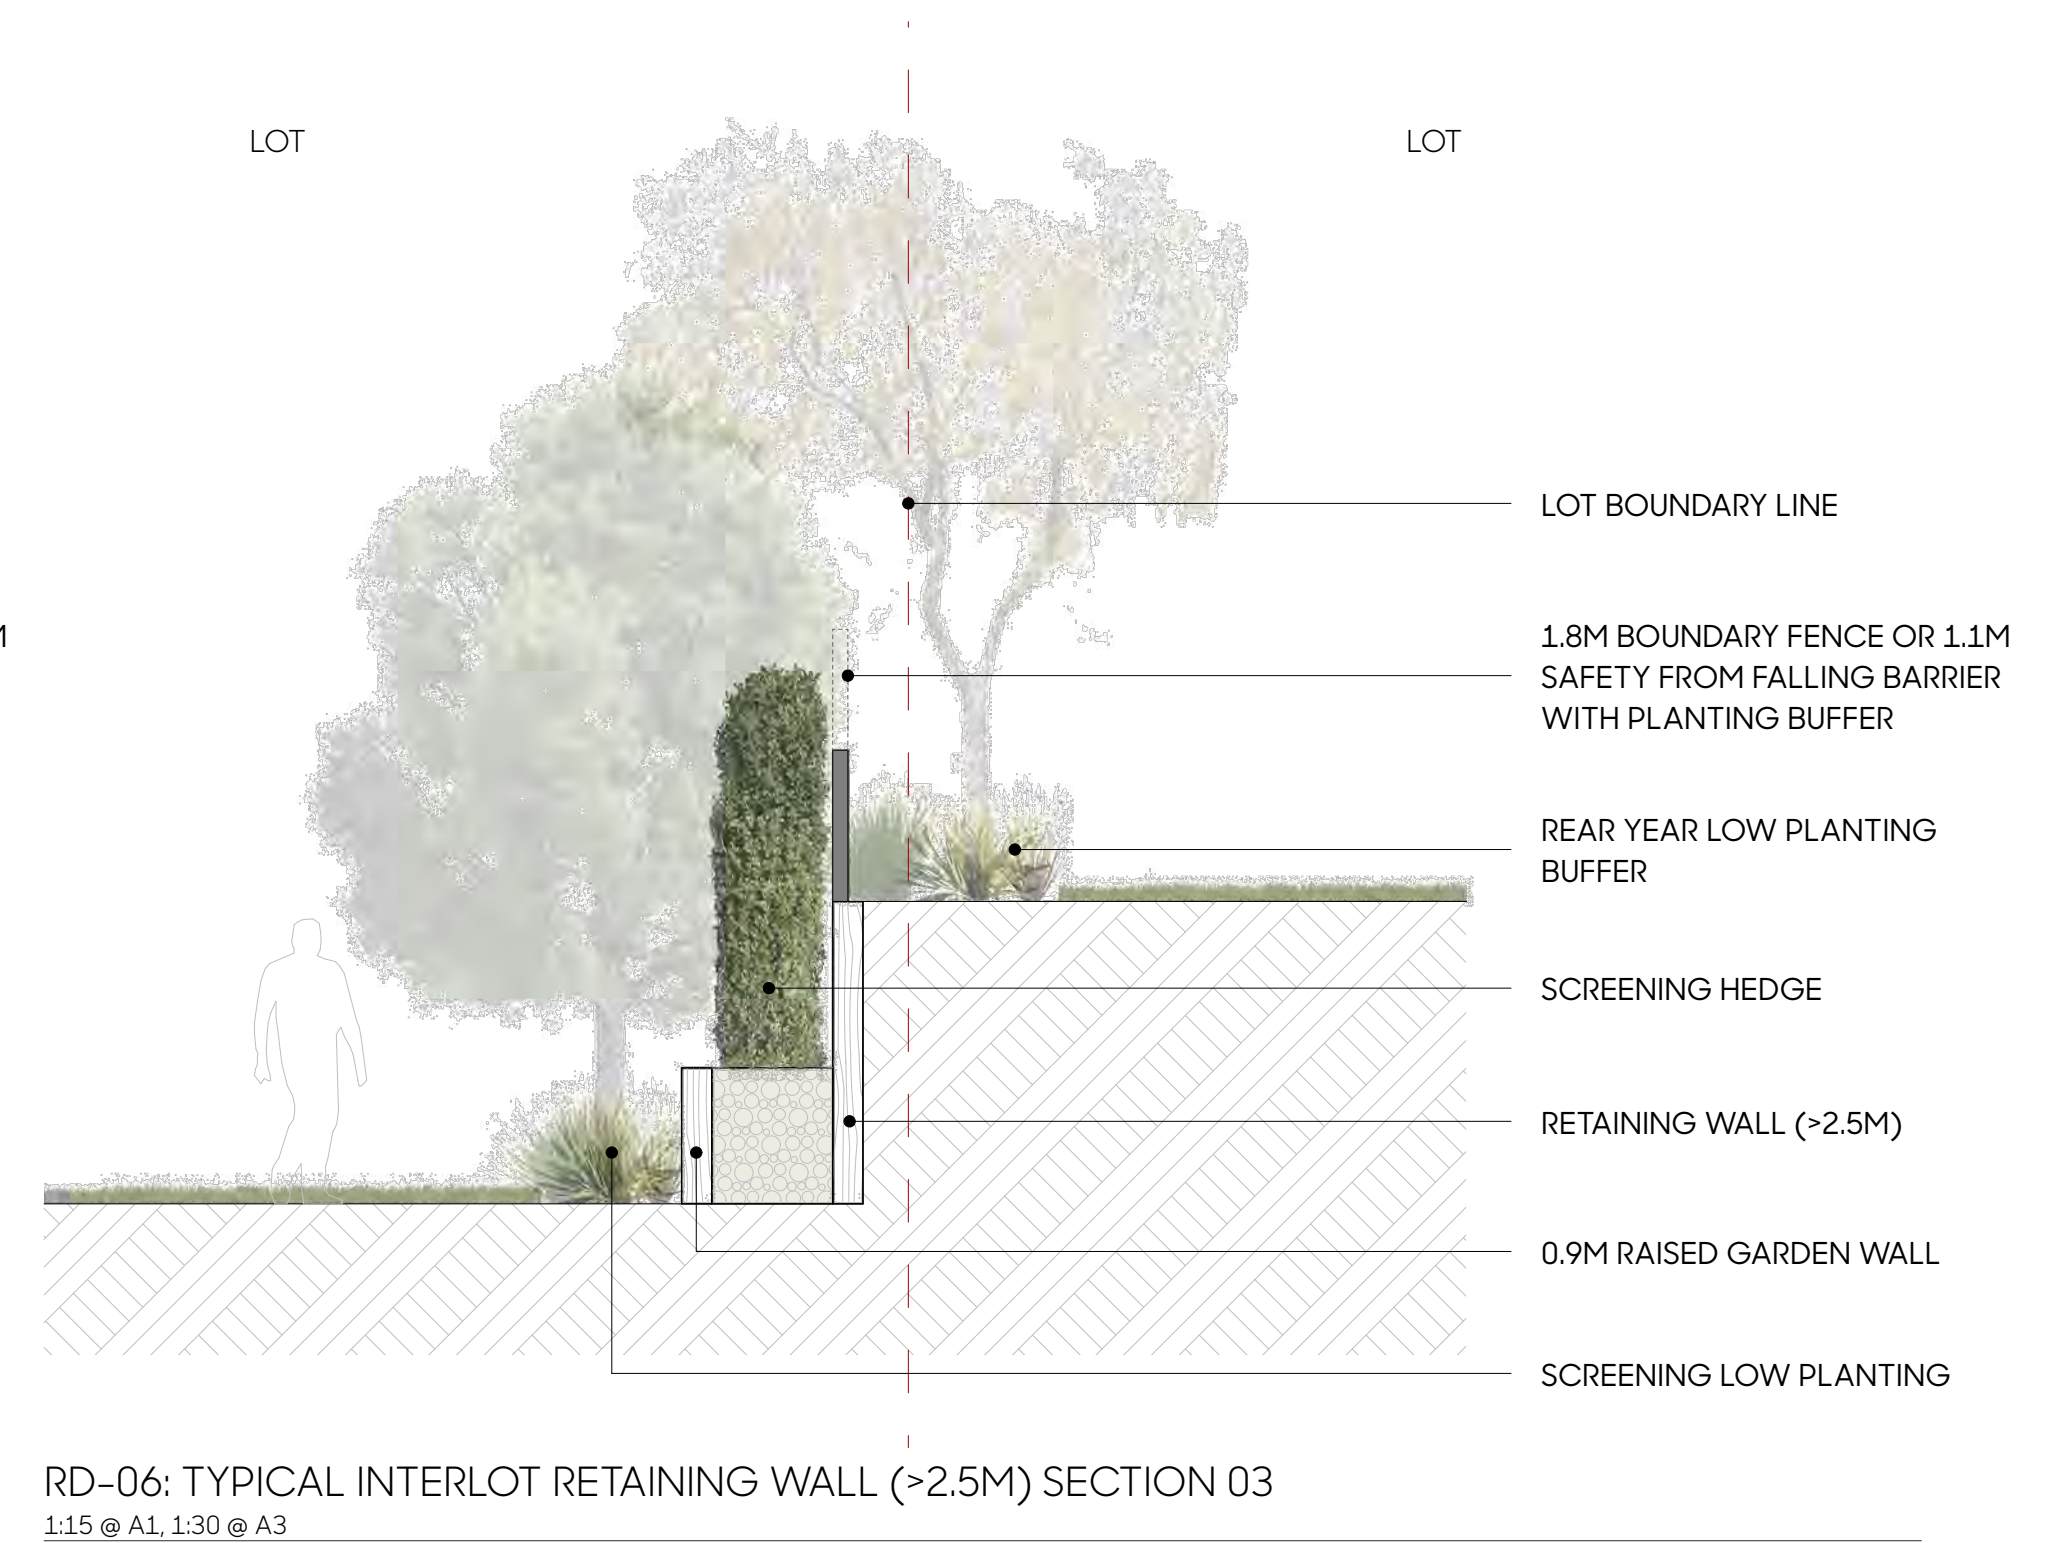 LOT
LOT
LOT BOUNDARY LINE
M
1.8M BOUNDARY FENCE OR 1.1M
SAFETY FROM FALLING BARRIER
WITH PLANTING BUFFER
REAR YEAR LOW PLANTING
BUFFER
SCREENING HEDGE
RETAINING WALL (>2.5M)
0.9M RAISED GARDEN WALL
SCREENING LOW PLANTING
RD-06: TYPICAL INTERLOT RETAINING WALL (>2.5M) SECTION 03
1:15 @ A1, 1:30 @ A3